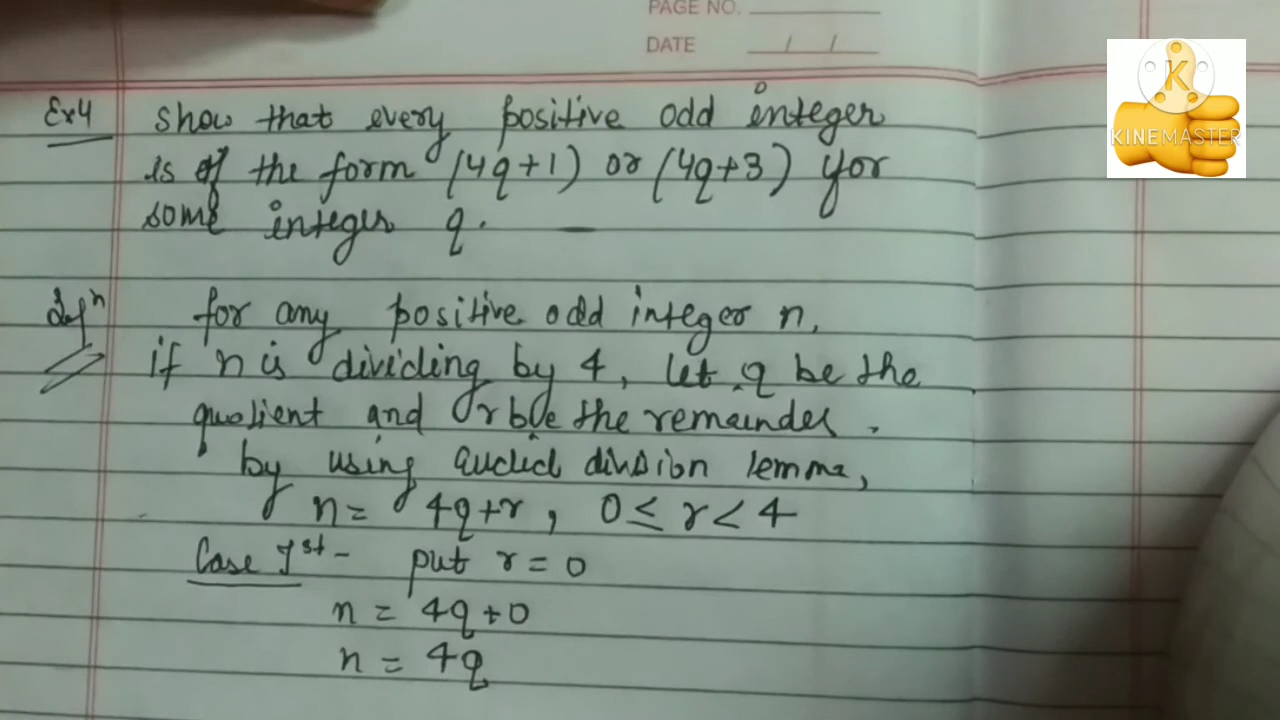 PAGE NO.
DATE / /
KINEMASTER
Ex4 show that every positive odd integer
is of the form (4q+1) or (4q+3) for
some integer q.
Solⁿ for any positive odd integer n,
if n is dividing by 4, let q be the
quotient and r be the remainder.
by using euclid division lemma,
n = 4q+r, 0 ≤ r < 4
Case Iˢᵗ- put r = 0
n = 4q+0
n = 4q